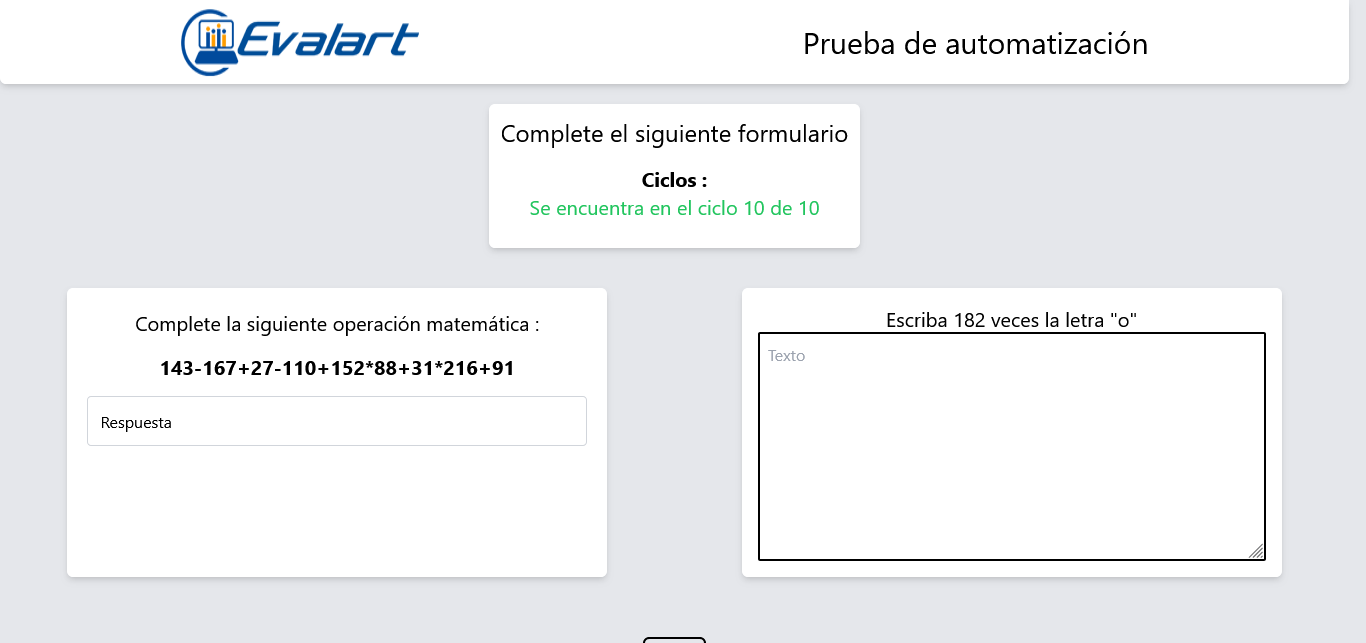 Evalart
Prueba de automatización
Complete el siguiente formulario
Ciclos :
Se encuentra en el ciclo 10 de 10
Complete la siguiente operación matemática :
143-167+27-110+152*88+31*216+91
Respuesta
Escriba 182 veces la letra "o"
Texto